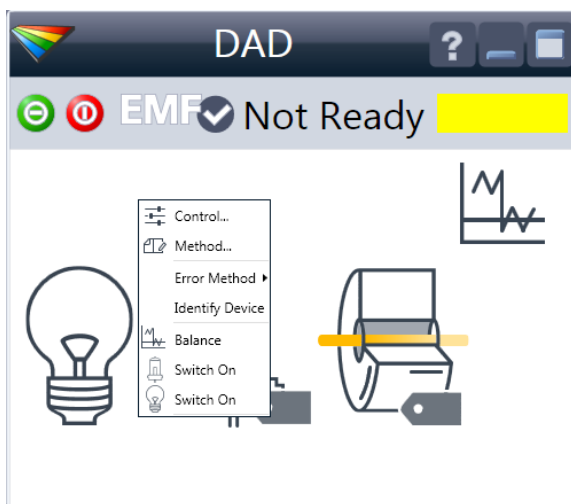 DAD
?
EMF Not Ready
Control...
Method...
Error Method
Identify Device
Balance
Switch On
Switch On